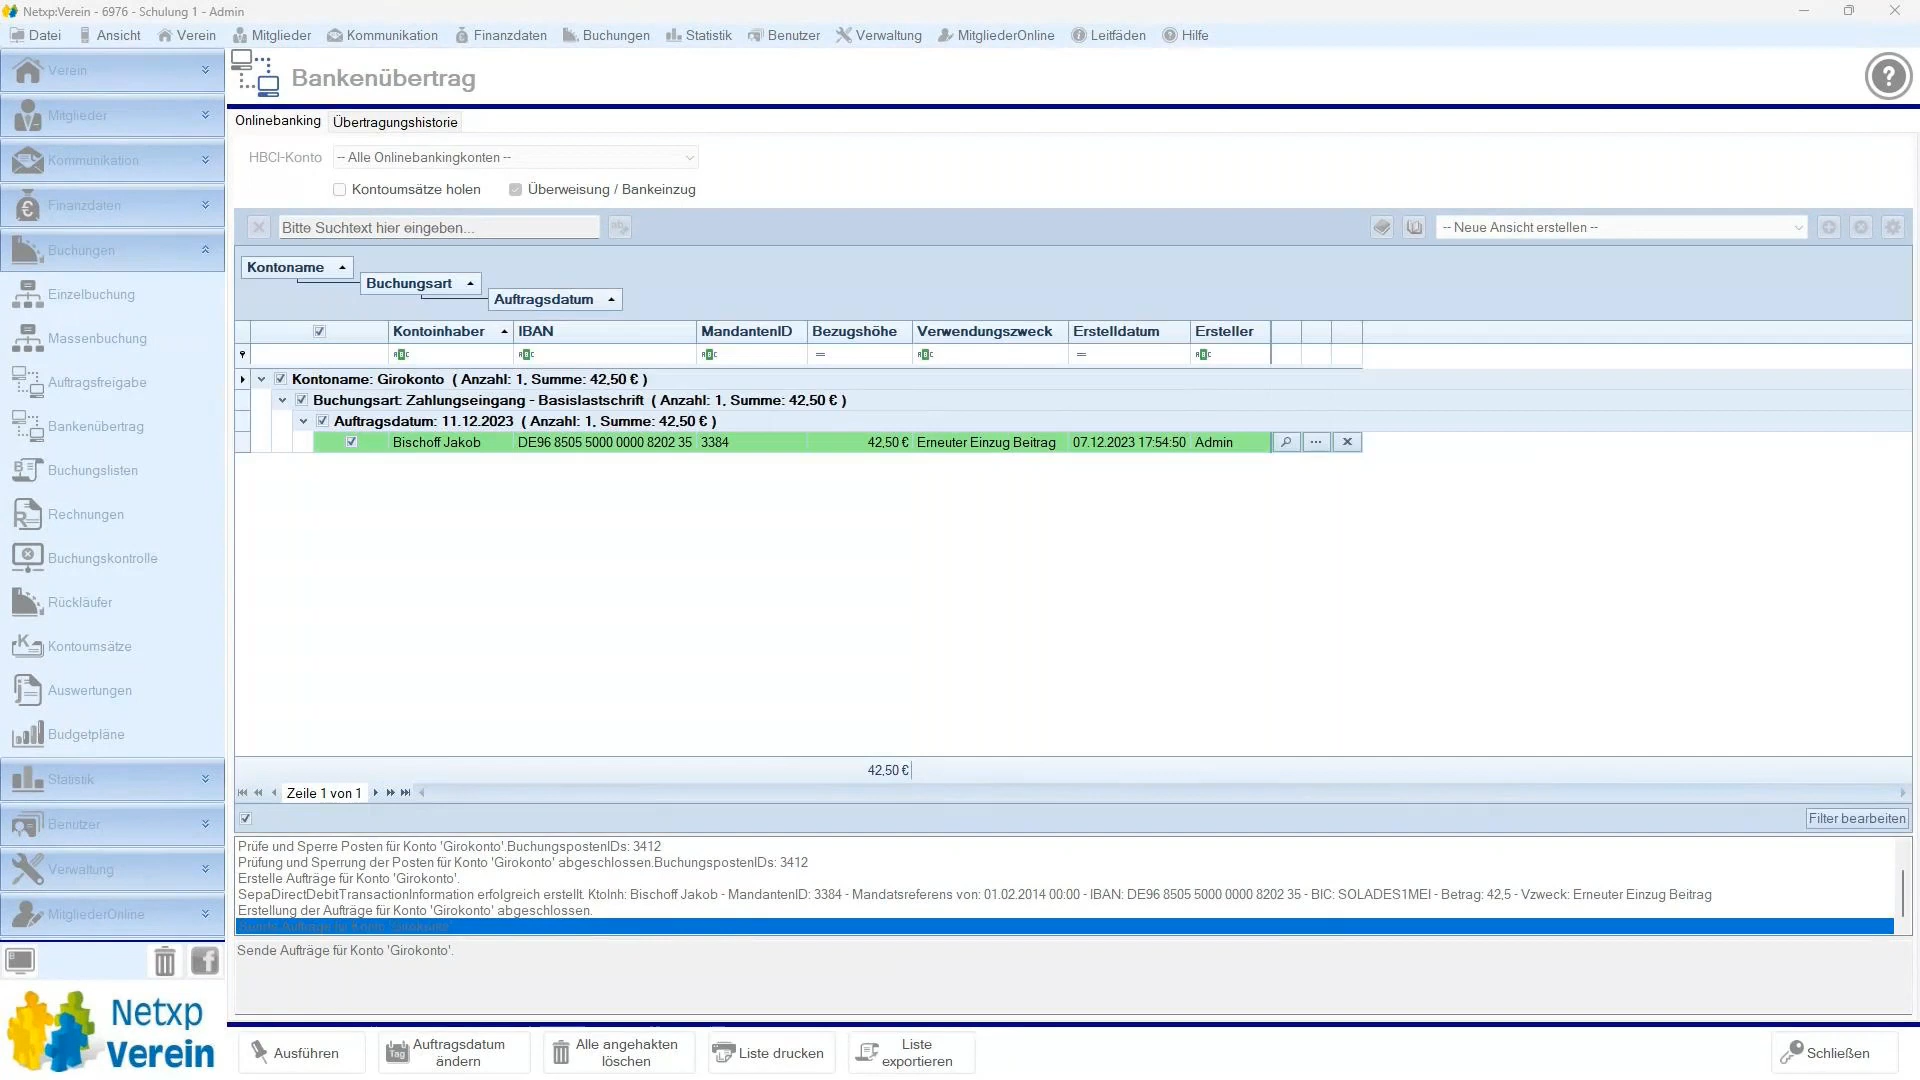 Netxp:Verein - 6976 - Schulung 1 - Admin
Datei Ansicht Verein Mitglieder Kommunikation Finanzdaten Buchungen Statistik Benutzer Verwaltung MitgliederOnline Leitfäden Hilfe
Verein
Mitglieder
Kommunikation
Finanzdaten
Buchungen
Einzelbuchung
Massenbuchung
Auftragsfreigabe
Bankenübertrag
Buchungslisten
Rechnungen
Buchungskontrolle
Rückläufer
Kontoumsätze
Auswertungen
Budgetpläne
Statistik
Benutzer
Verwaltung
MitgliederOnline
Netxp
Verein
Bankenübertrag
Onlinebanking Übertragungshistorie
HBCI-Konto -- Alle Onlinebankingkonten --
Kontoumsätze holen Überweisung / Bankeinzug
Bitte Suchtext hier eingeben... -- Neue Ansicht erstellen --
Kontoname
Buchungsart
Auftragsdatum
Kontoinhaber IBAN MandantenID Bezugshöhe Verwendungszweck Erstelldatum Ersteller
Kontoname: Girokonto ( Anzahl: 1, Summe: 42,50 € )
Buchungsart: Zahlungseingang - Basislastschrift ( Anzahl: 1, Summe: 42,50 € )
Auftragsdatum: 11.12.2023 ( Anzahl: 1, Summe: 42,50 € )
Bischoff Jakob DE96 8505 5000 0000 8202 35 3384 42,50 € Erneuter Einzug Beitrag 07.12.2023 17:54:50 Admin
42,50 €
Zeile 1 von 1
Filter bearbeiten
Prüfe und Sperre Posten für Konto 'Girokonto'.BuchungspostenIDs: 3412
Prüfung und Sperrung der Posten für Konto 'Girokonto' abgeschlossen.BuchungspostenIDs: 3412
Erstelle Aufträge für Konto 'Girokonto'.
SepaDirectDebitTransactionInformation erfolgreich erstellt. KtoInh: Bischoff Jakob - MandantenID: 3384 - Mandatsreferens von: 01.02.2014 00:00 - IBAN: DE96 8505 5000 0000 8202 35 - BIC: SOLADES1MEI - Betrag: 42,5 - Vzweck: Erneuter Einzug Beitrag
Erstellung der Aufträge für Konto 'Girokonto' abgeschlossen.
Sende Aufträge für Konto 'Girokonto'.
Sende Aufträge für Konto 'Girokonto'.
Ausführen
Auftragsdatum
ändern
Alle angehakten
löschen
Liste drucken
Liste
exportieren
Schließen